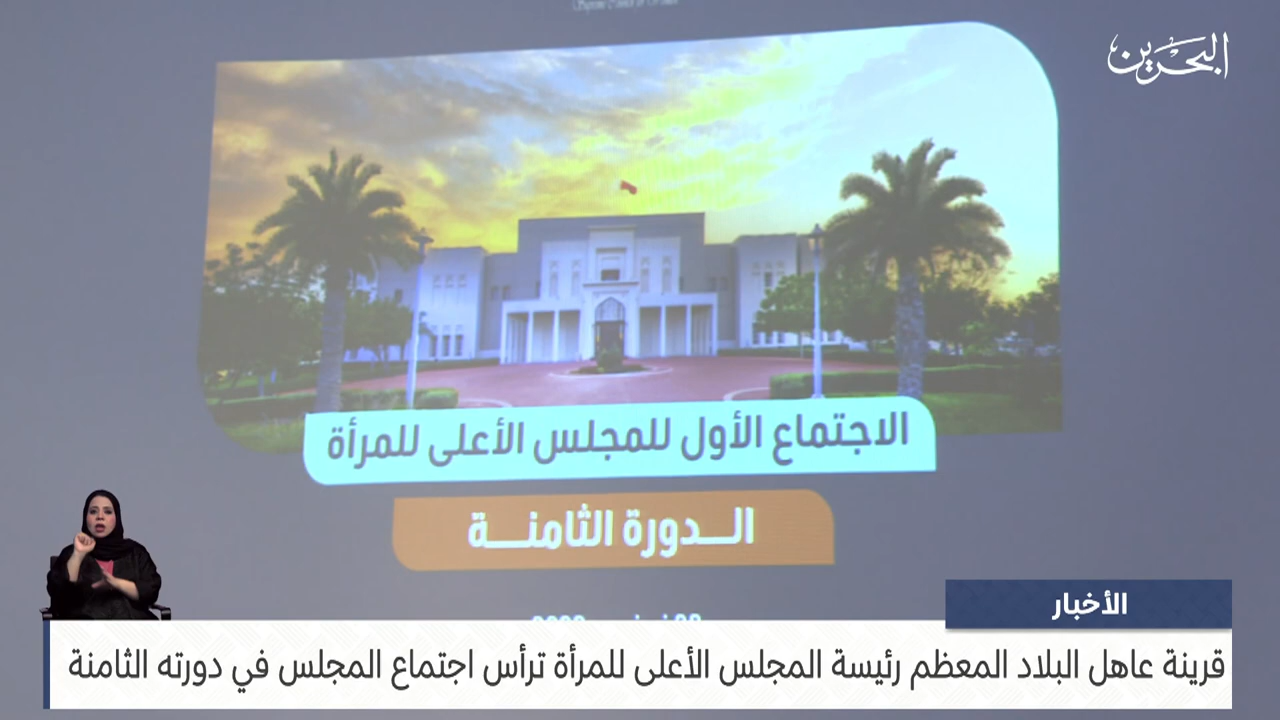 البحرين
الاجتماع الأول للمجلس الأعلى للمرأة
الـــدورة الثامنـــة
الأخبار
قرينة عاهل البلاد المعظم رئيسة المجلس الأعلى للمرأة ترأس اجتماع المجلس في دورته الثامنة